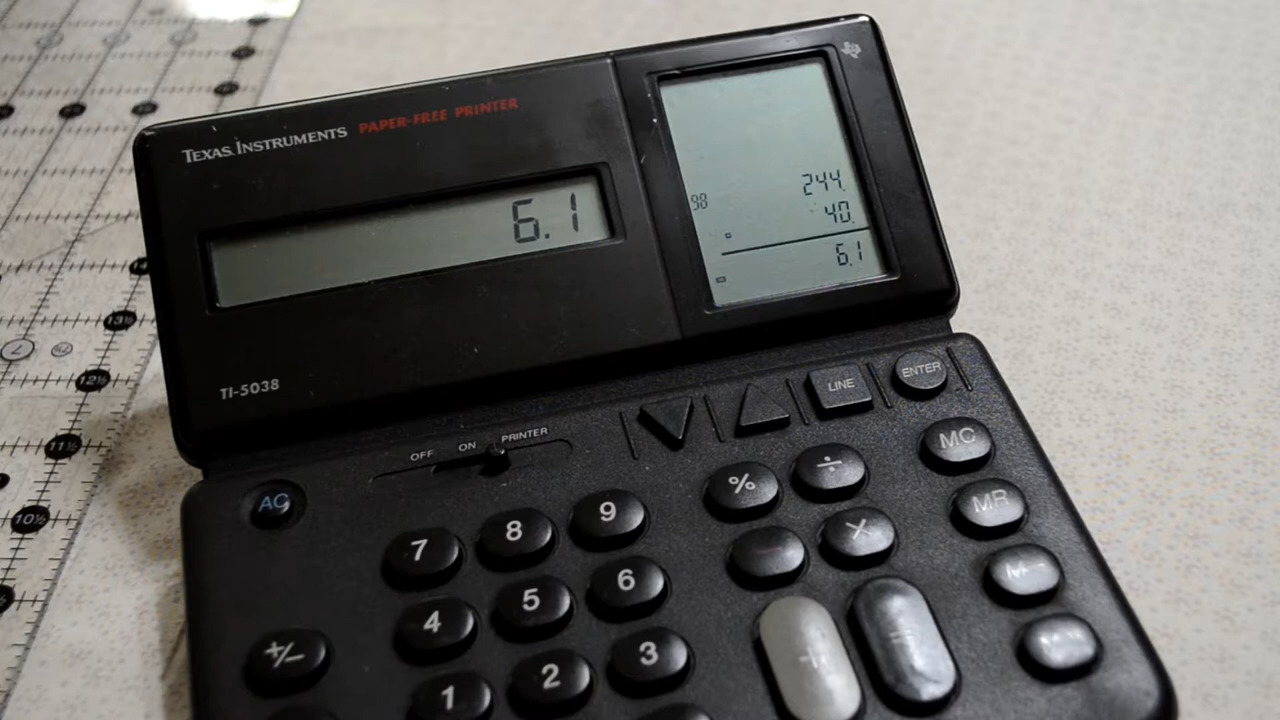 TEXAS INSTRUMENTS PAPER-FREE PRINTER
6.1
98 244.
40.
6.1
TI-5038
OFF ON PRINTER
LINE ENTER
AC
% ÷ MC
7 8 9 × MR
4 5 6 M-
+/- 1 2 3 + =